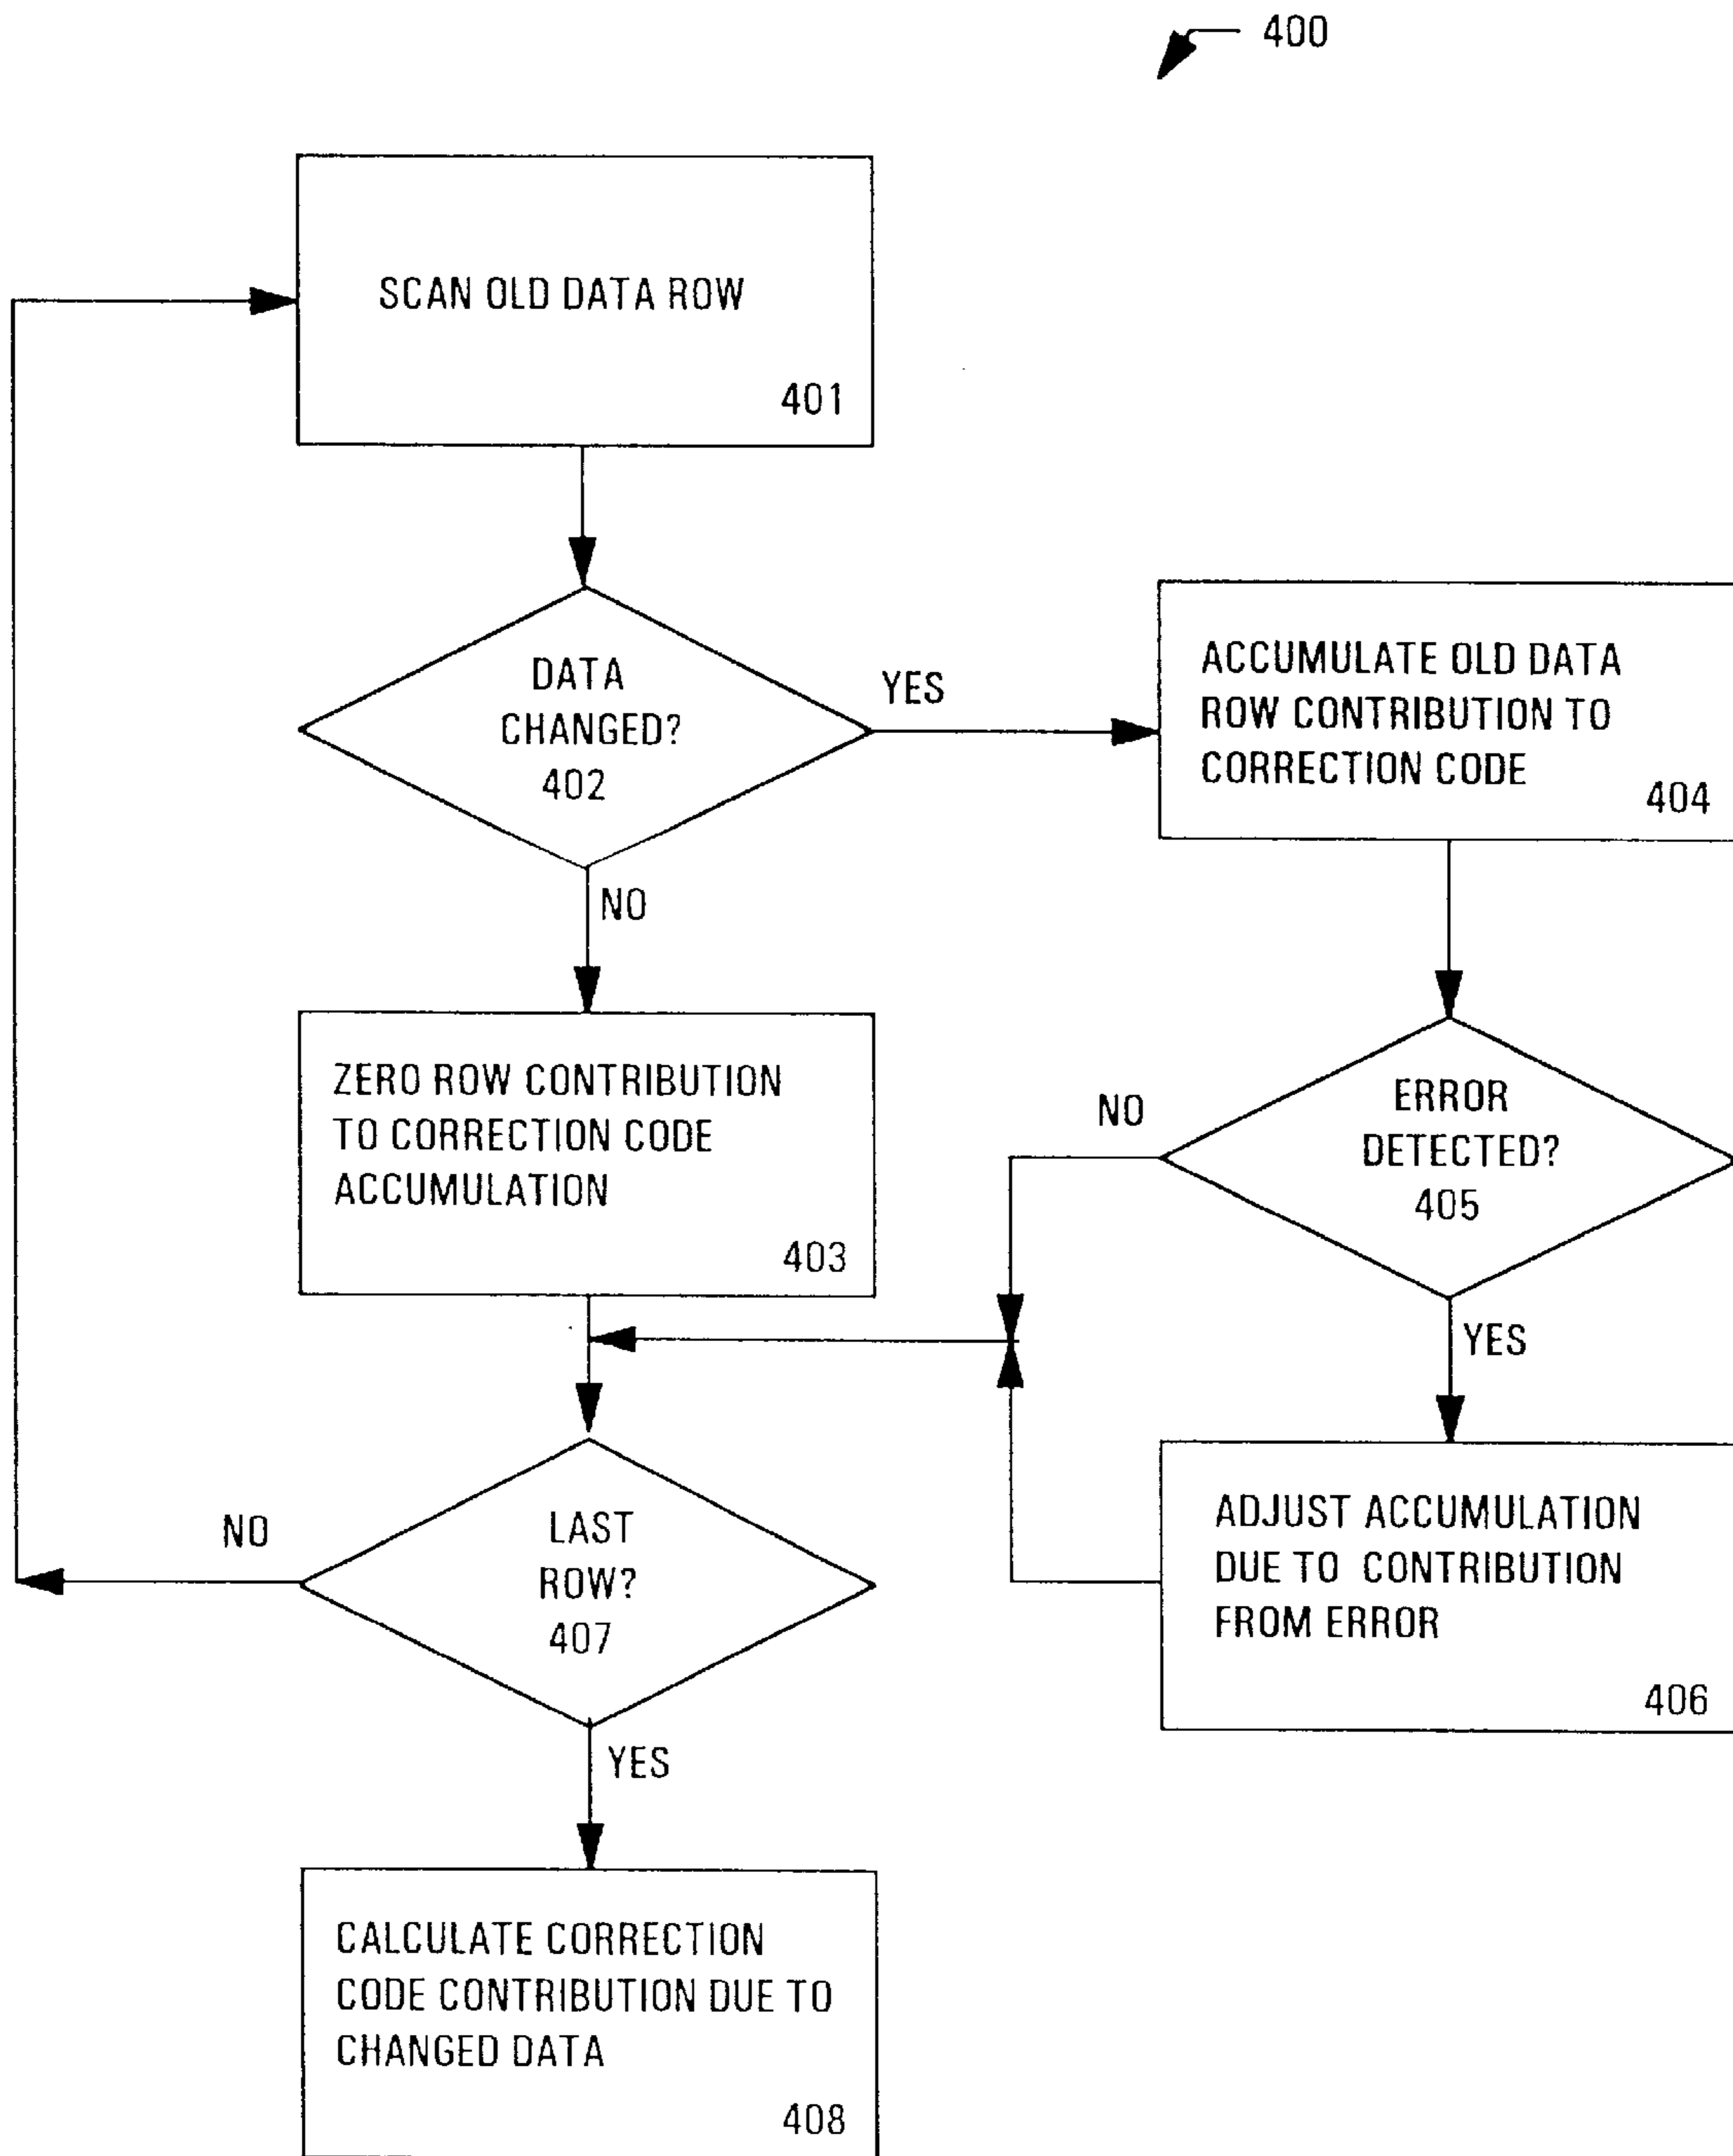 400
SCAN OLD DATA ROW
401
DATA
CHANGED?
402
YES
NO
ACCUMULATE OLD DATA
ROW CONTRIBUTION TO
CORRECTION CODE
404
ZERO ROW CONTRIBUTION
TO CORRECTION CODE
ACCUMULATION
403
NO
ERROR
DETECTED?
405
YES
ADJUST ACCUMULATION
DUE TO CONTRIBUTION
FROM ERROR
406
NO
LAST
ROW?
407
YES
CALCULATE CORRECTION
CODE CONTRIBUTION DUE TO
CHANGED DATA
408